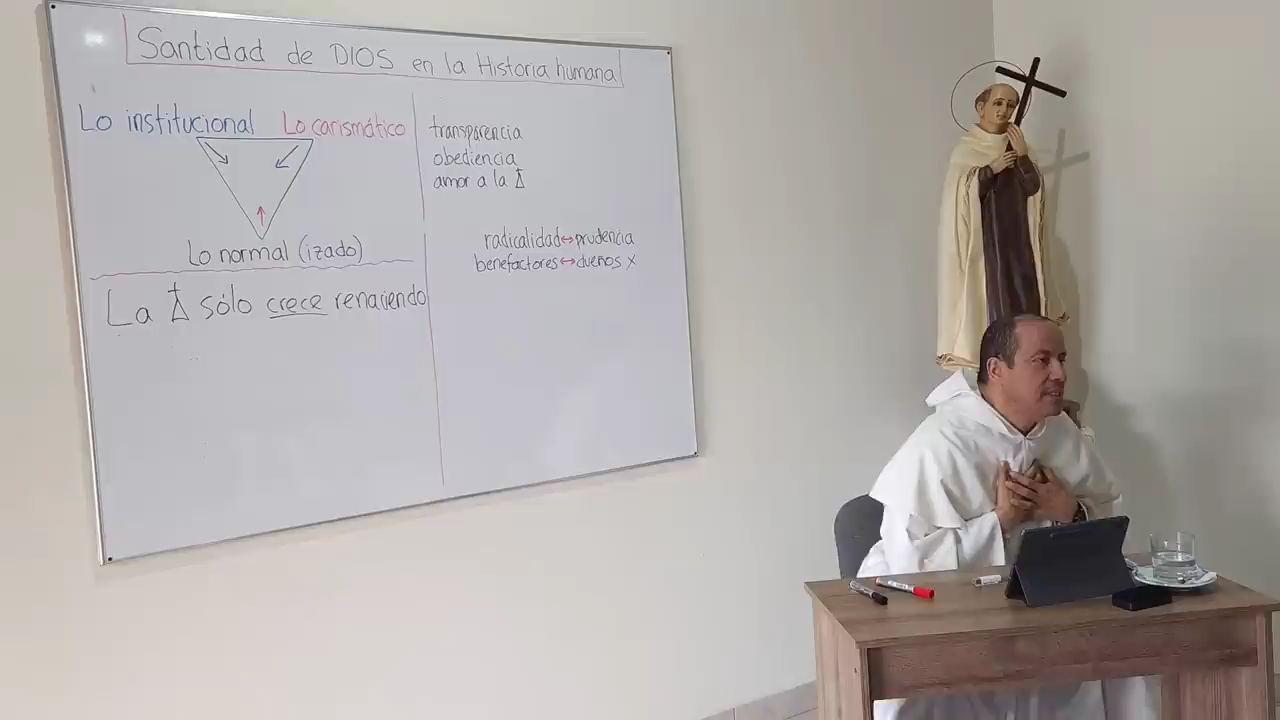 Santidad de DIOS en la Historia humana
Lo institucional Lo carismático
Lo normal (izado)
La sólo crece renaciendo
transparencia
obediencia
amor a la
radicalidad↔prudencia
benefactores↔dueños x